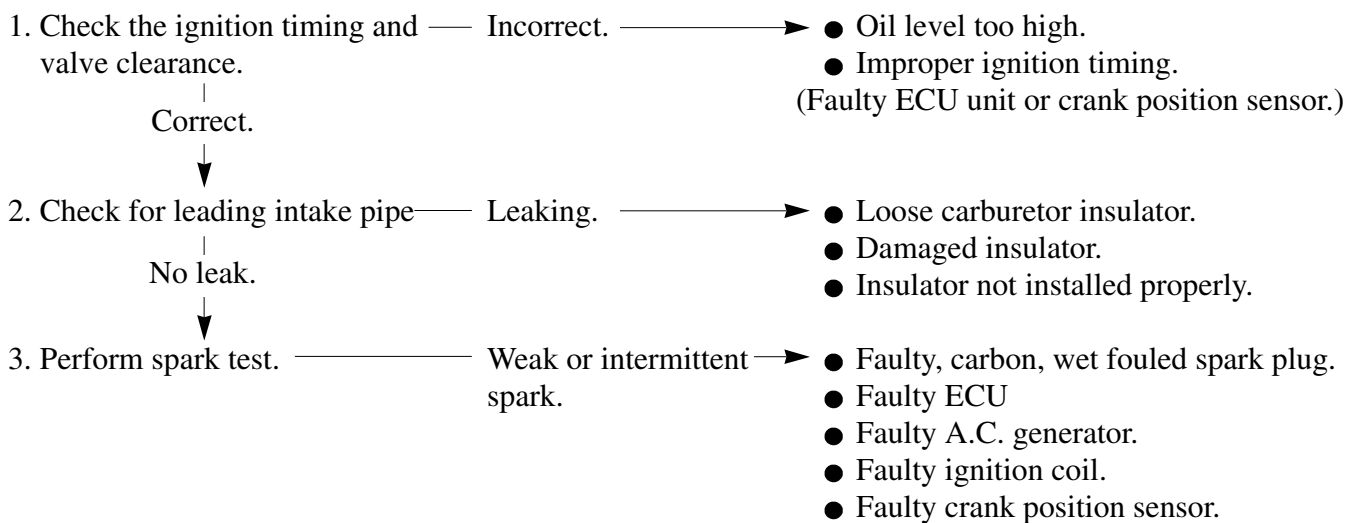 1. Check the ignition timing and Incorrect. ● Oil level too high.
valve clearance. ● Improper ignition timing.
(Faulty ECU unit or crank position sensor.)
Correct.
2. Check for leading intake pipe Leaking. ● Loose carburetor insulator.
● Damaged insulator.
No leak. ● Insulator not installed properly.
3. Perform spark test. Weak or intermittent ● Faulty, carbon, wet fouled spark plug.
spark. ● Faulty ECU
● Faulty A.C. generator.
● Faulty ignition coil.
● Faulty crank position sensor.